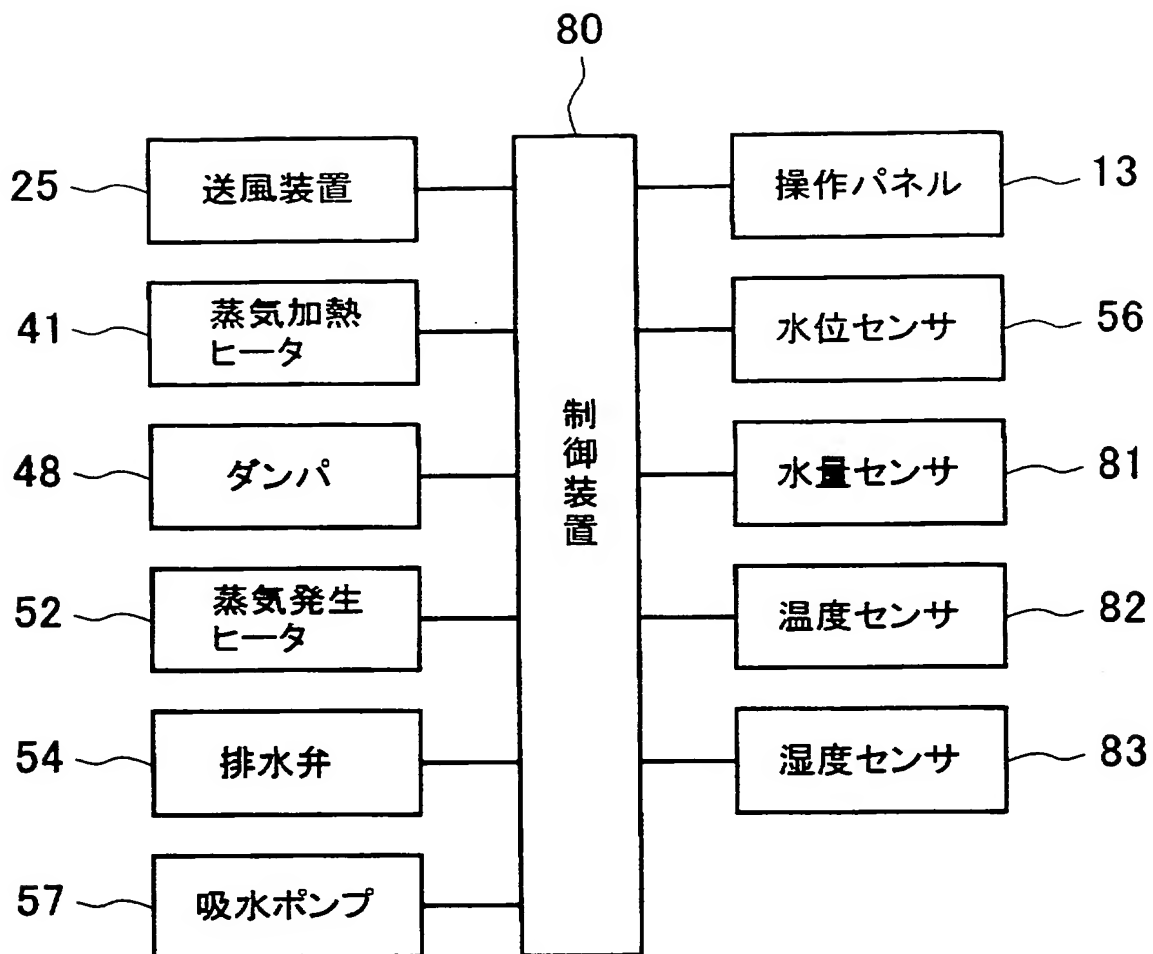 80
25
送風装置
41
蒸気加熱
ヒータ
48
ダンパ
52
蒸気発生
ヒータ
54
排水弁
57
吸水ポンプ
制御装置
操作パネル
13
水位センサ
56
水量センサ
81
温度センサ
82
湿度センサ
83